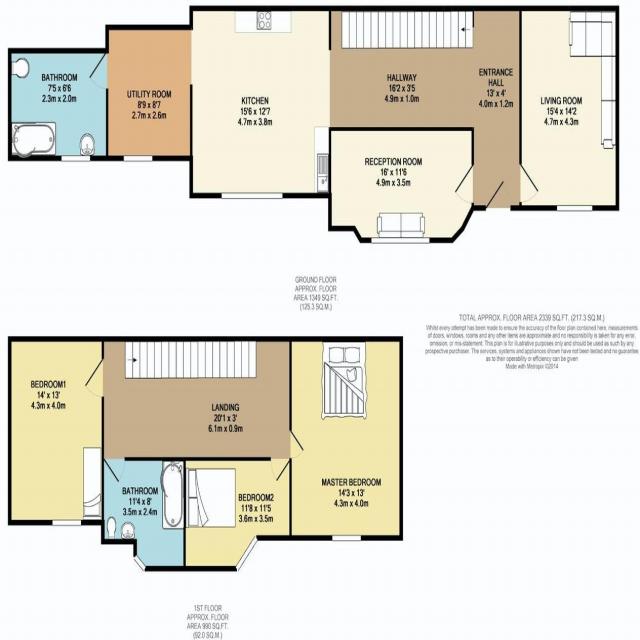 BATHROOM
7'5 x 6'6
2.3m x 2.0m
UTILITY ROOM
8'9 x 8'7
2.7m x 2.6m
KITCHEN
15'6 x 12'7
4.7m x 3.8m
HALLWAY
16'2 x 3'5
4.9m x 1.0m
ENTRANCE
HALL
13' x 4'
4.0m x 1.2m
LIVING ROOM
15'4 x 14'2
4.7m x 4.3m
RECEPTION ROOM
16' x 11'6
4.9m x 3.5m
GROUND FLOOR
APPROX. FLOOR
AREA 1349 SQ.FT.
(125.3 SQ.M.)
TOTAL APPROX. FLOOR AREA 2339 SQ.FT. (217.3 SQ.M.)
Whilst every attempt has been made to ensure the accuracy of the floor plan contained here, measurements
of doors, windows, rooms and any other items are approximate and no responsibility is taken for any error,
omission, or mis-statement. This plan is for illustrative purposes only and should be used as such by any
prospective purchaser. The services, systems and appliances shown have not been tested and no guarantee
as to their operability or efficiency can be given
Made with Metropix ©2014
BEDROOM1
14' x 13'
4.3m x 4.0m
LANDING
20'1 x 3'
6.1m x 0.9m
BATHROOM
11'4 x 8'
3.5m x 2.4m
BEDROOM2
11'8 x 11'5
3.6m x 3.5m
MASTER BEDROOM
14'3 x 13'
4.3m x 4.0m
1ST FLOOR
APPROX. FLOOR
AREA 990 SQ.FT.
(92.0 SQ.M.)